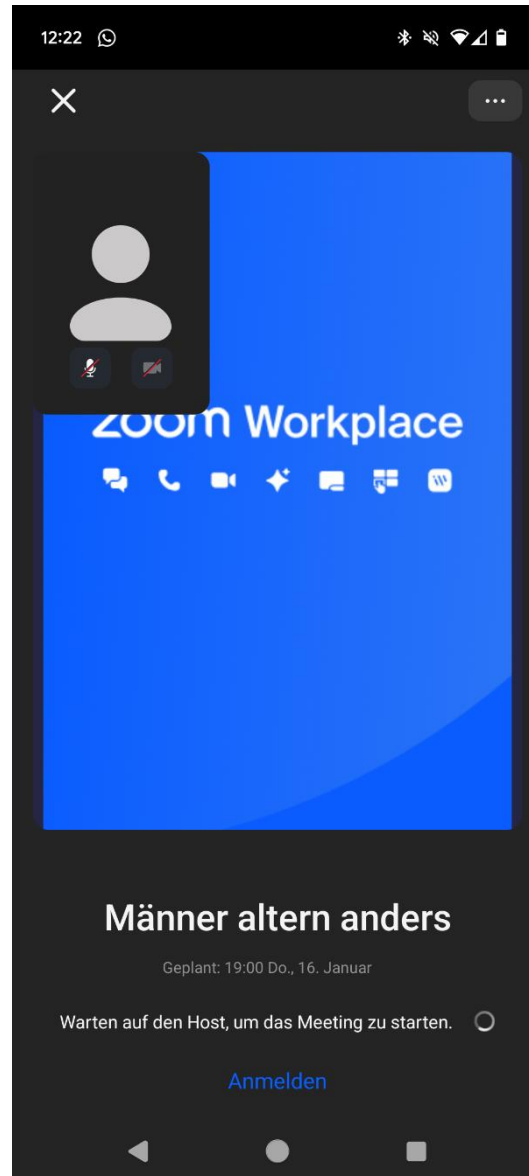 12:22
zoom Workplace
Männer altern anders
Geplant: 19:00 Do., 16. Januar
Warten auf den Host, um das Meeting zu starten.
Anmelden